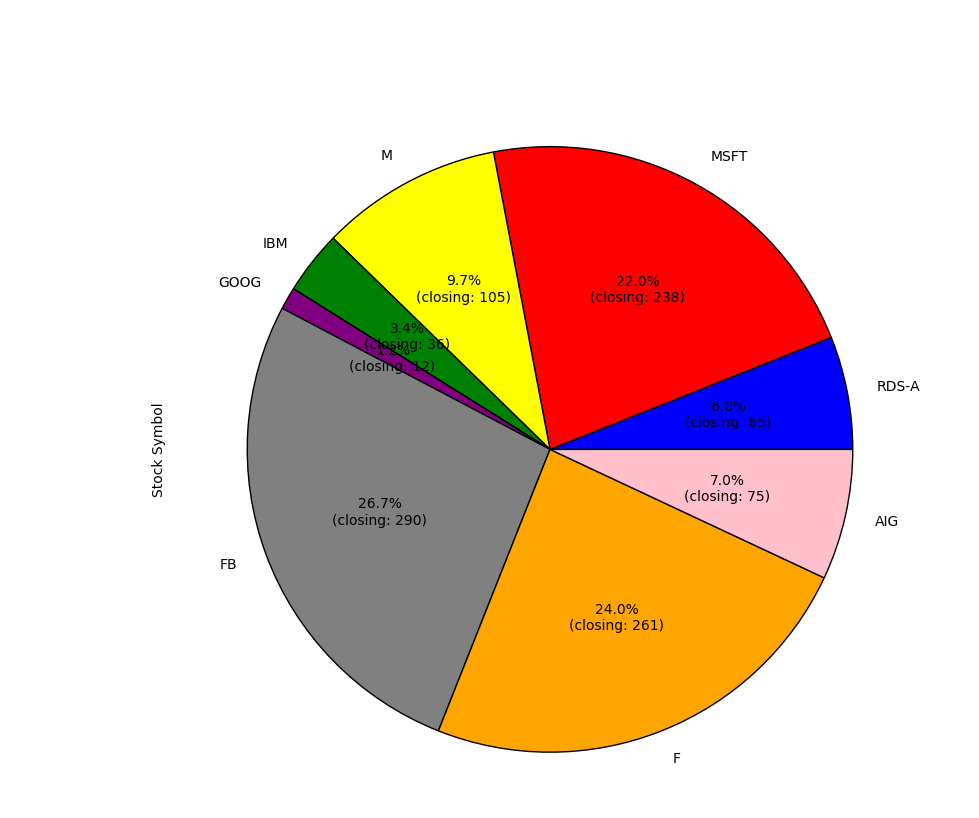 M
MSFT
IBM
GOOG
9.7%
(closing: 105)
22.0%
(closing: 238)
3.4%
(closing: 36)
1.2%
(closing: 12)
RDS-A
6.0%
(closing: 65)
Stock Symbol
7.0%
(closing: 75)
AIG
26.7%
(closing: 290)
FB
24.0%
(closing: 261)
F